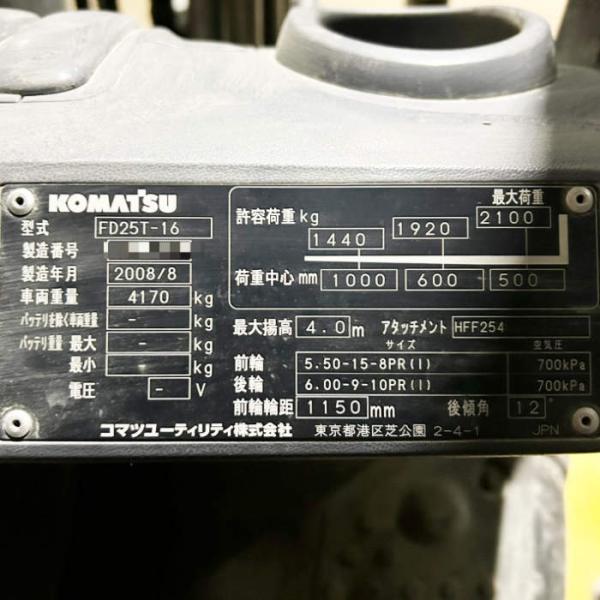 KOMATSU
型式 FD25T-16
製造番号
製造年月 2008/8
車両重量 4170 kg
バッテリを除く車両重量 - kg
バッテリ重量 最大 - kg
最小 - kg
電圧 - V
最大荷重
許容荷重 kg 1440 1920 2100
荷重中心 mm 1000 600 500
最大揚高 4.0 m アタッチメント HFF254
サイズ 空気圧
前輪 5.50-15-8PR(I) 700kPa
後輪 6.00-9-10PR(I) 700kPa
前輪輪距 1150 mm 後傾角 12°
コマツユーティリティ株式会社 東京都港区芝公園 2-4-1 JPN